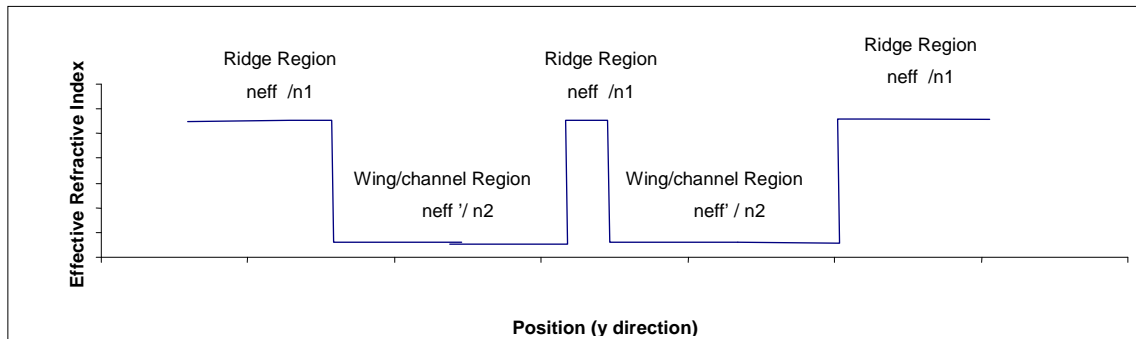 Ridge Region
neff /n1
Ridge Region
neff /n1
Ridge Region
neff /n1
Wing/channel Region
neff '/ n2
Wing/channel Region
neff' / n2
Effective Refractive Index
Position (y direction)